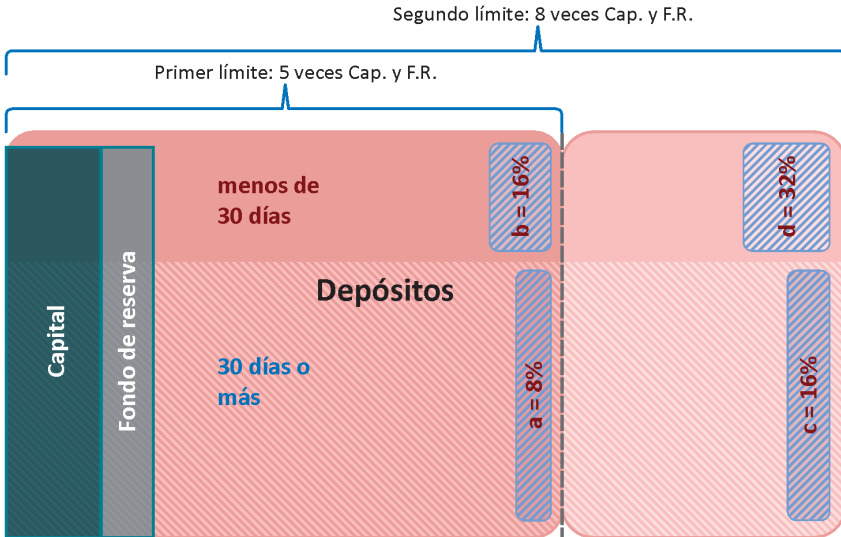 Segundo límite: 8 veces Cap. y F.R.
Primer límite: 5 veces Cap. y F.R.
menos de
30 días
b = 16%
d = 32%
Depósitos
Capital
Fondo de reserva
30 días o
más
a = 8%
c = 16%